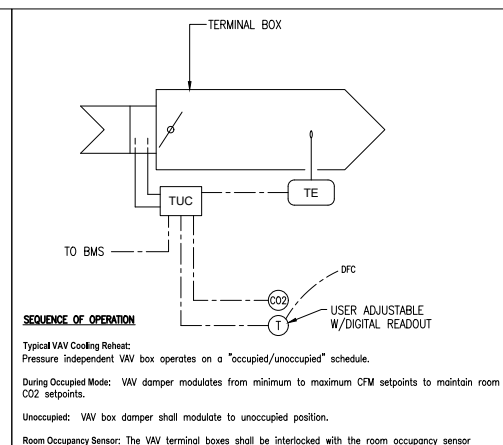 TERMINAL BOX
TUC
TE
TO BMS
DFC
CO2
T
USER ADJUSTABLE
W/DIGITAL READOUT
SEQUENCE OF OPERATION
Typical VAV Cooling Reheat:
Pressure independent VAV box operates on a "occupied/unoccupied" schedule.
During Occupied Mode: VAV damper modulates from minimum to maximum CFM setpoints to maintain room
CO2 setpoints.
Unoccupied: VAV box damper shall modulate to unoccupied position.
Room Occupancy Sensor: The VAV terminal boxes shall be interlocked with the room occupancy sensor